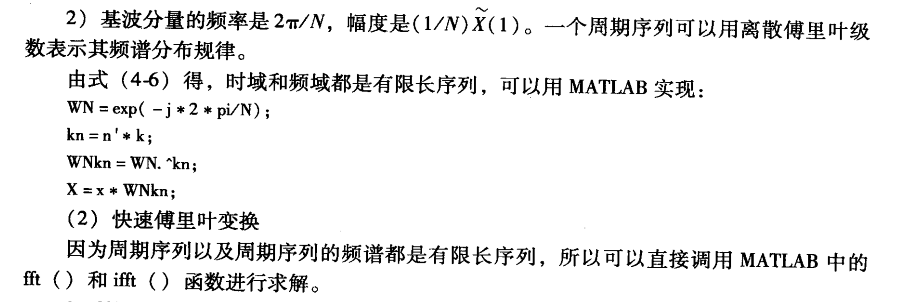 2）基波分量的频率是 2π/N，幅度是(1/N)X̃(1)。一个周期序列可以用离散傅里叶级
数表示其频谱分布规律。
由式（4-6）得，时域和频域都是有限长序列，可以用 MATLAB 实现：
WN = exp( - j * 2 * pi/N)；
kn = n' * k；
WNkn = WN. ^kn；
X = x * WNkn；
（2）快速傅里叶变换
因为周期序列以及周期序列的频谱都是有限长序列，所以可以直接调用 MATLAB 中的
fft（）和 ifft（）函数进行求解。